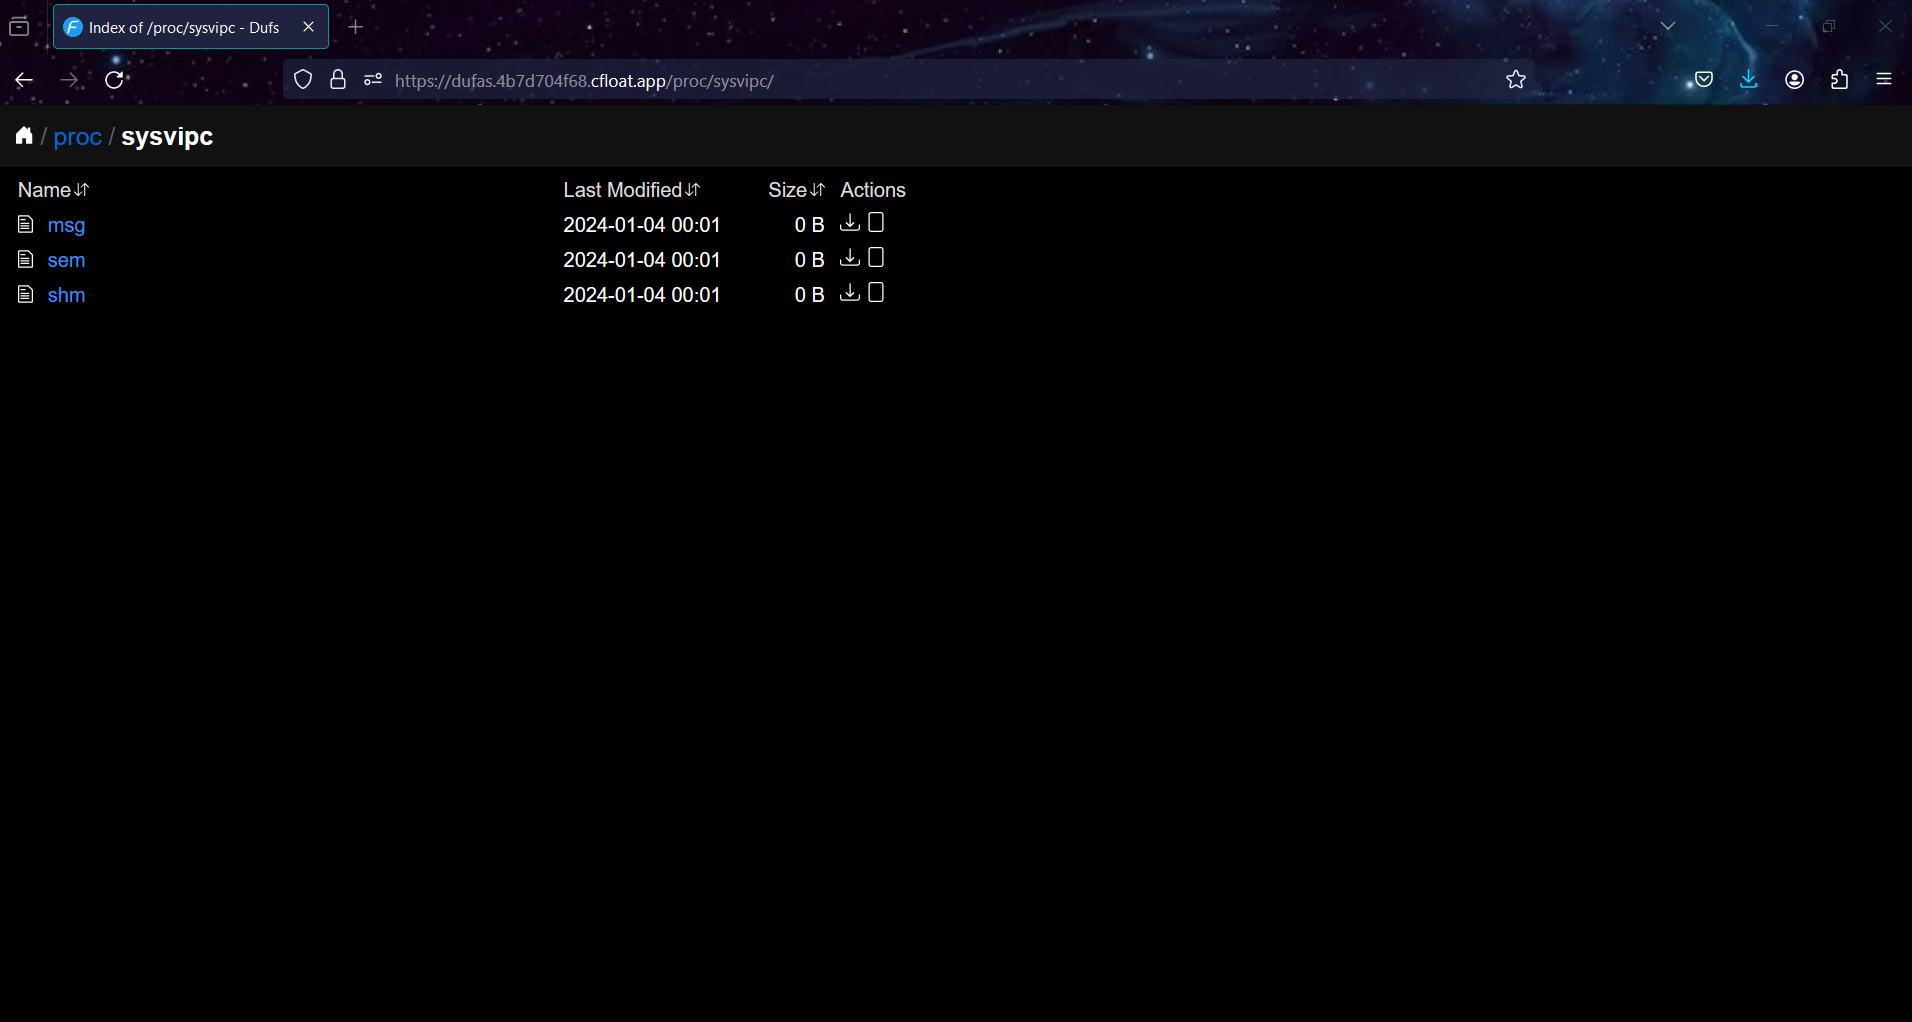 Index of /proc/sysvipc - Dufs
https://dufas.4b7d704f68.cfloat.app/proc/sysvipc/
/ proc / sysvipc
Name Last Modified Size Actions
msg 2024-01-04 00:01 0 B
sem 2024-01-04 00:01 0 B
shm 2024-01-04 00:01 0 B